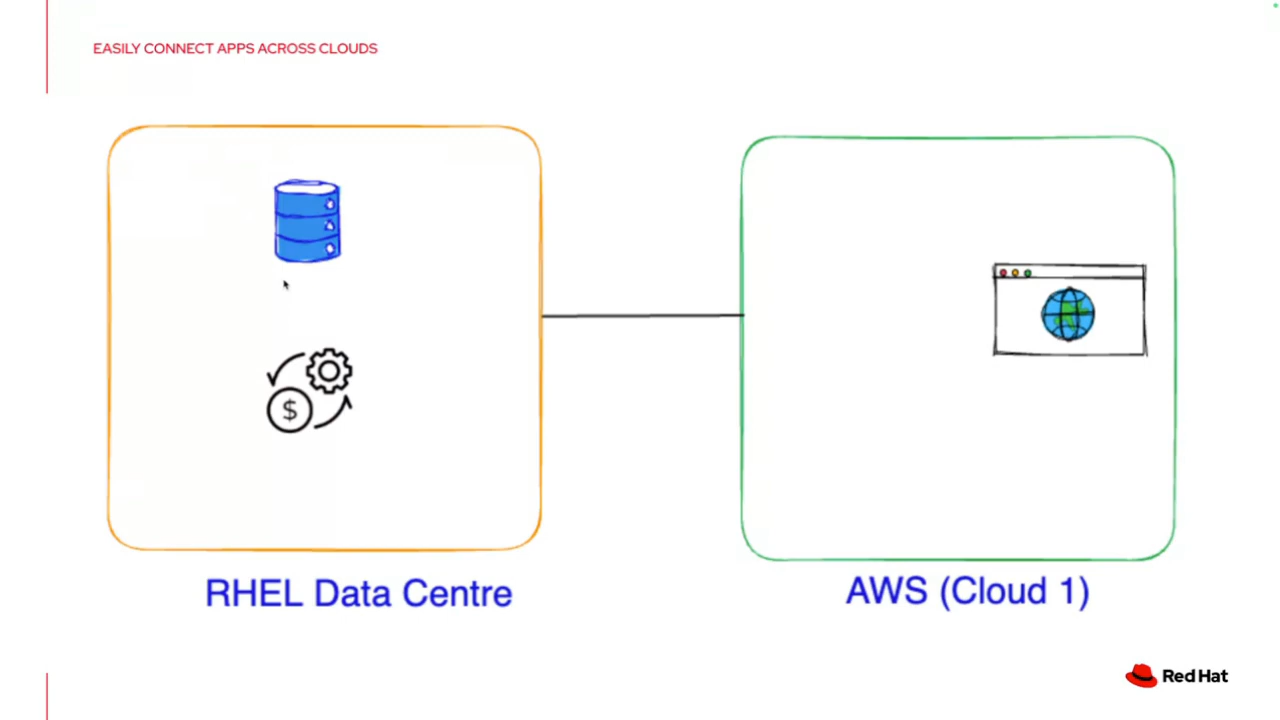 EASILY CONNECT APPS ACROSS CLOUDS
$
RHEL Data Centre
AWS (Cloud 1)
Red Hat